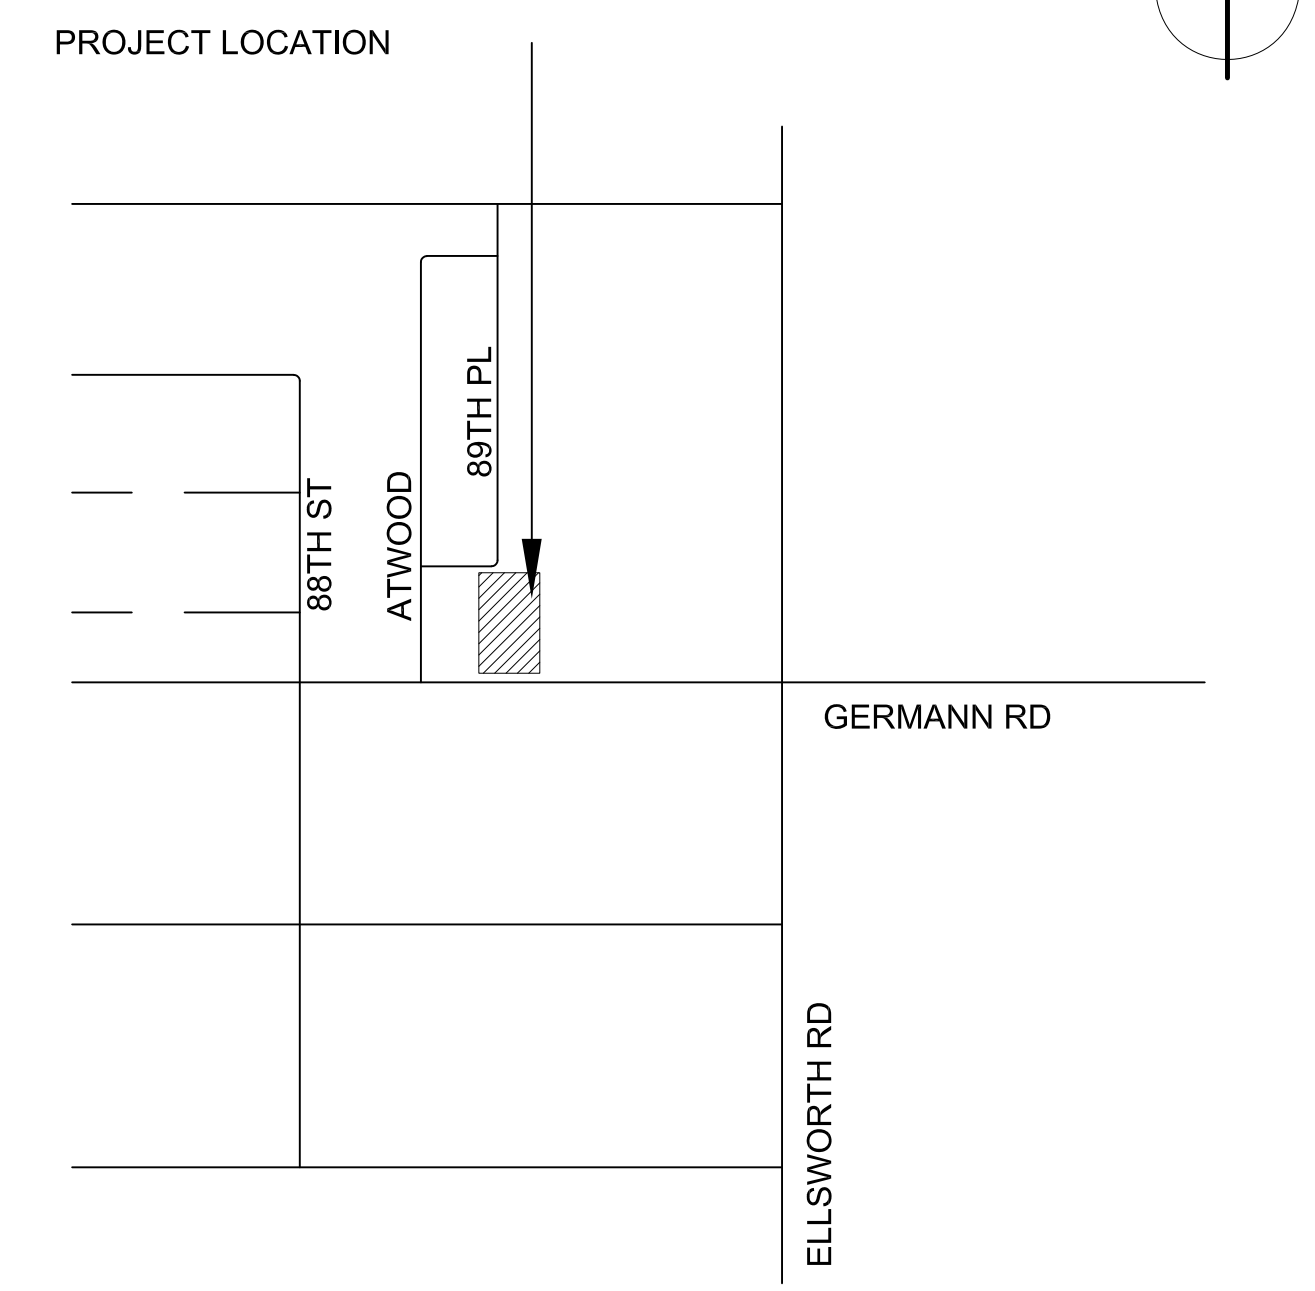 PROJECT LOCATION
89TH PL
88TH ST
ATWOOD
GERMANN RD
ELLSWORTH RD